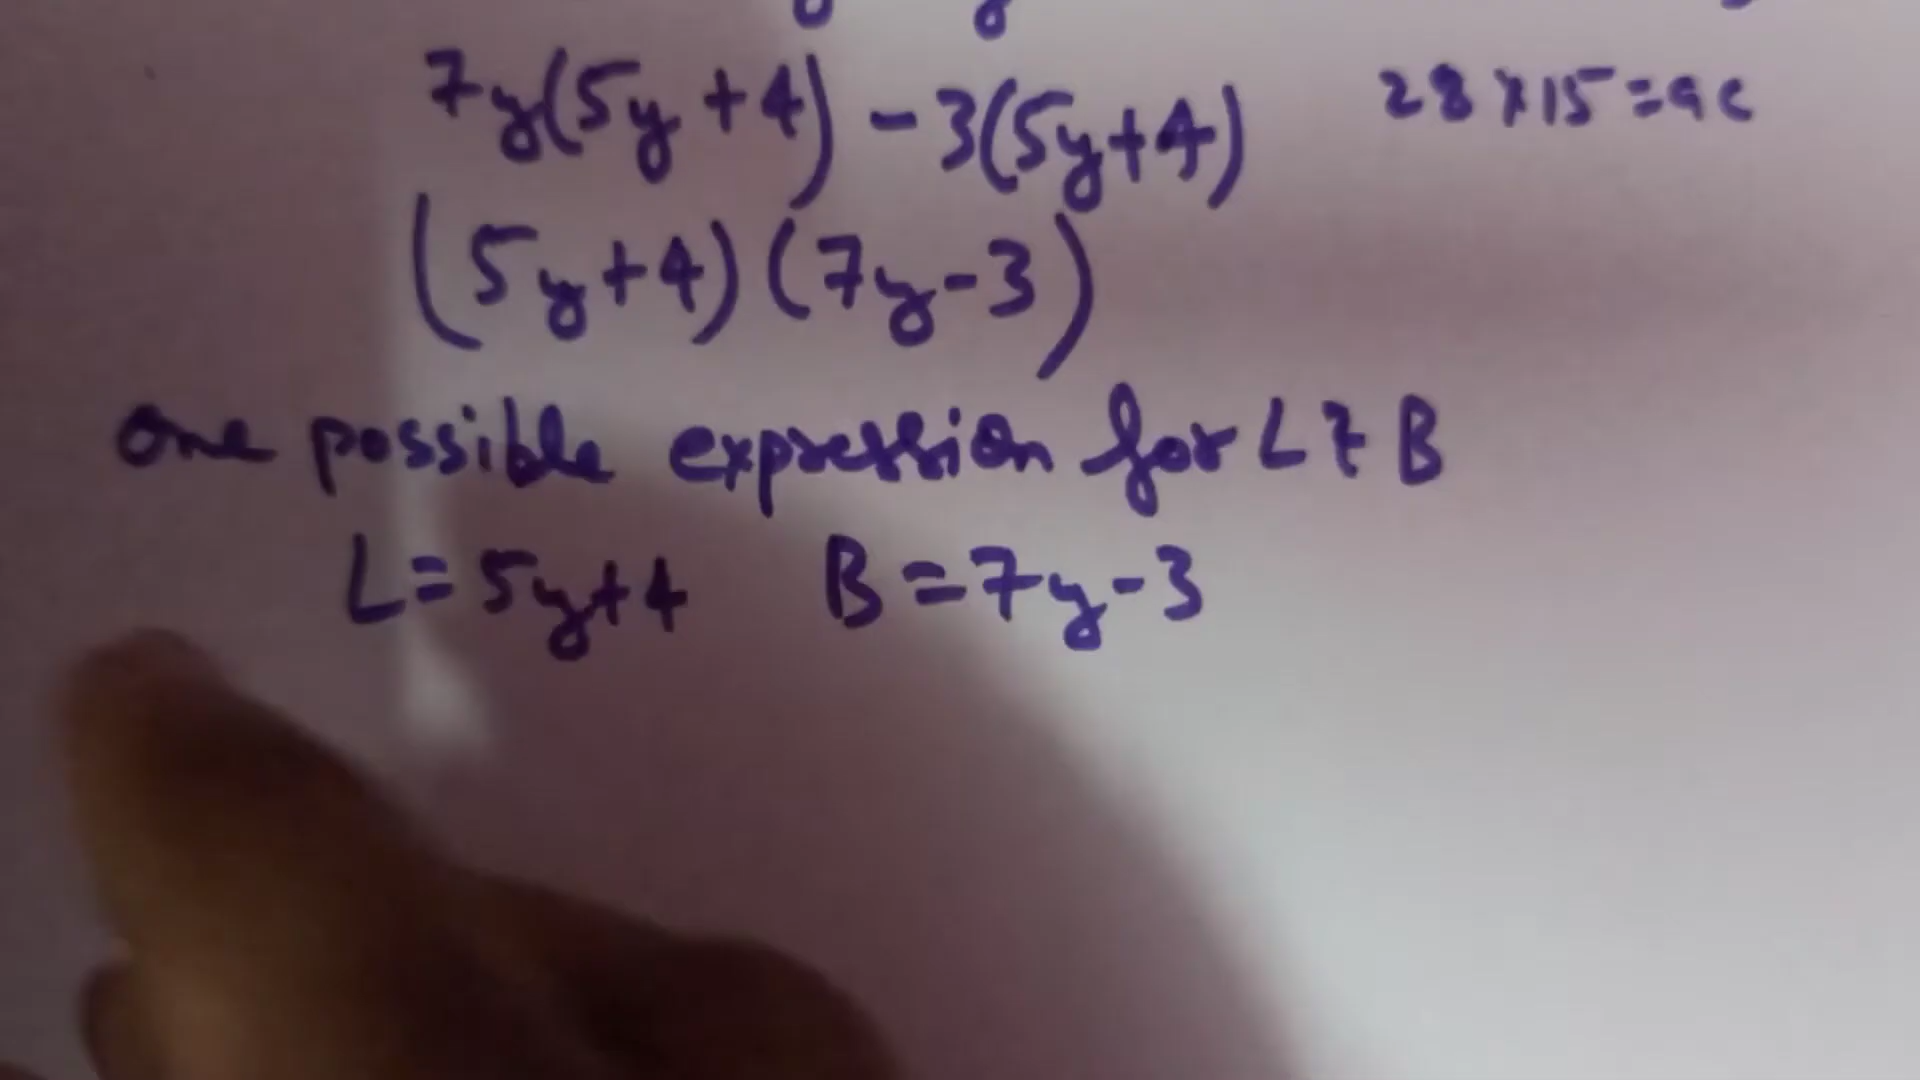 7y(5y+4) -3(5y+4) 28×15=ac
(5y+4)(7y-3)
one possible expression for L & B
L=5y+4 B=7y-3